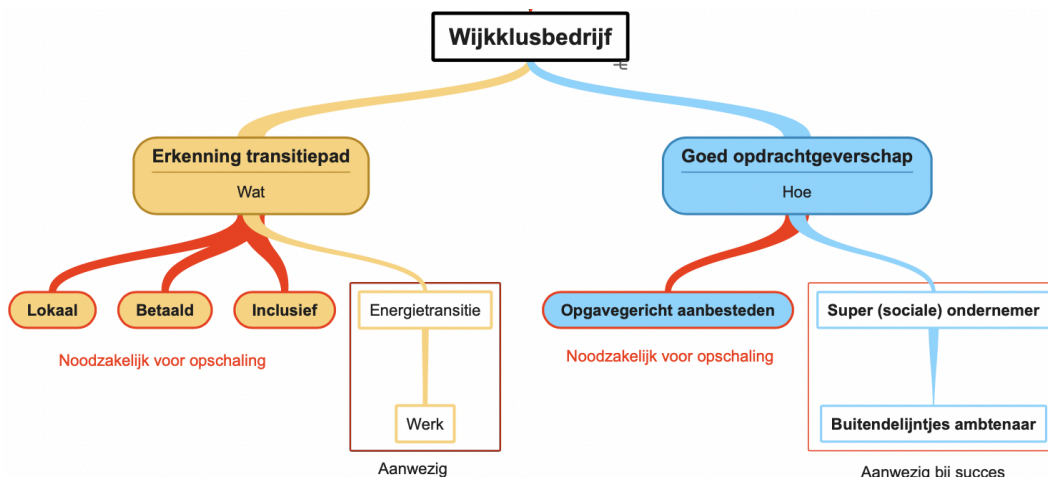 Wijkklusbedrijf
Erkenning transitiepad
Wat
Goed opdrachtgeverschap
Hoe
Lokaal
Betaald
Inclusief
Energietransitie
Opgavegericht aanbesteden
Super (sociale) ondernemer
Noodzakelijk voor opschaling
Noodzakelijk voor opschaling
Werk
Buitendelijntjes ambtenaar
Aanwezig
Aanwezig bij succes